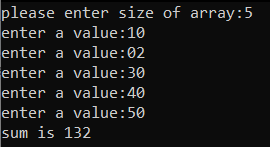 please enter size of array:5
enter a value:10
enter a value:02
enter a value:30
enter a value:40
enter a value:50
sum is 132